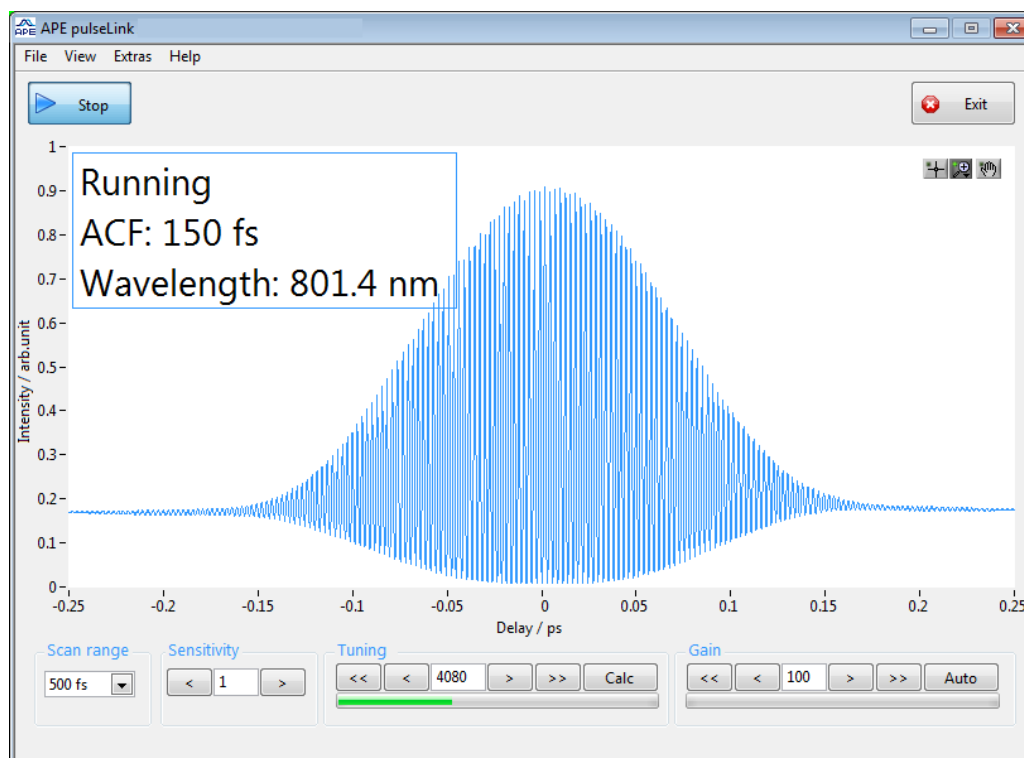 APE APE pulseLink
File View Extras Help
Stop
Exit
Running
ACF: 150 fs
Wavelength: 801.4 nm
Intensity / arb.unit
1
0.9
0.8
0.7
0.6
0.5
0.4
0.3
0.2
0.1
0
-0.25 -0.2 -0.15 -0.1 -0.05 0 0.05 0.1 0.15 0.2 0.25
Delay / ps
Scan range Sensitivity Tuning Gain
500 fs < 1 > << < 4080 > >> Calc << < 100 > >> Auto